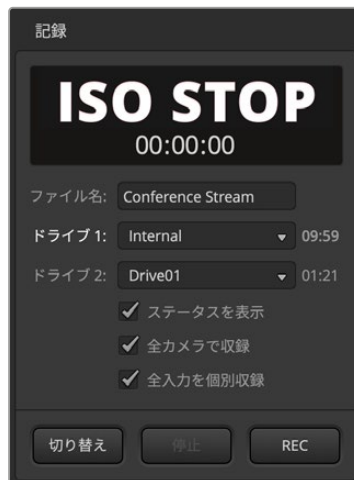 記録
ISO STOP
00:00:00
ファイル名: Conference Stream
ドライブ 1: Internal 09:59
ドライブ 2: Drive01 01:21
ステータスを表示
全カメラで収録
全入力を個別収録
切り替え 停止 REC